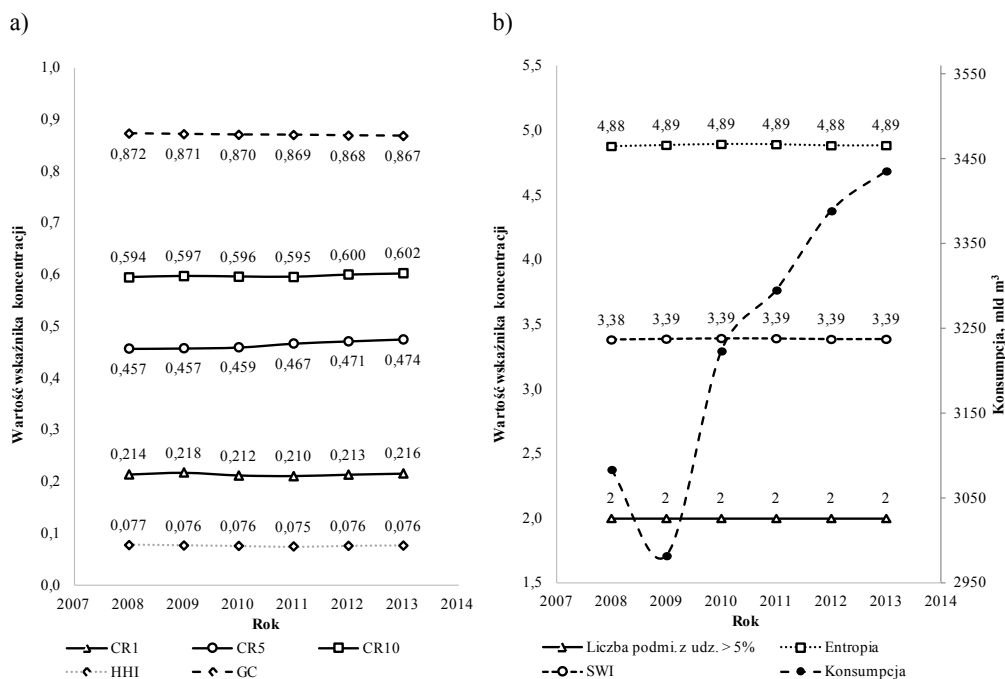 a)
1,0
0,9
0,8
0,7
0,6
0,5
0,4
0,3
0,2
0,1
0,0
Wartość wskaźnika koncentracji
0,872 0,871 0,870 0,869 0,868 0,867
0,594 0,597 0,596 0,595 0,600 0,602
0,457 0,457 0,459 0,467 0,471 0,474
0,214 0,218 0,212 0,210 0,213 0,216
0,077 0,076 0,076 0,075 0,076 0,076
2007 2008 2009 2010 2011 2012 2013 2014
Rok
CR1 CR5 CR10
HHI GC
b)
5,5
5,0
4,5
4,0
3,5
3,0
2,5
2,0
1,5
Wartość wskaźnika koncentracji
4,88 4,89 4,89 4,89 4,88 4,89
3,38 3,39 3,39 3,39 3,39 3,39
2 2 2 2 2 2
3550
3450
3350
3250
3150
3050
2950
Konsumpcja, mld m³
2007 2008 2009 2010 2011 2012 2013 2014
Rok
Liczba podmi. z udz. > 5% Entropia
SWI Konsumpcja